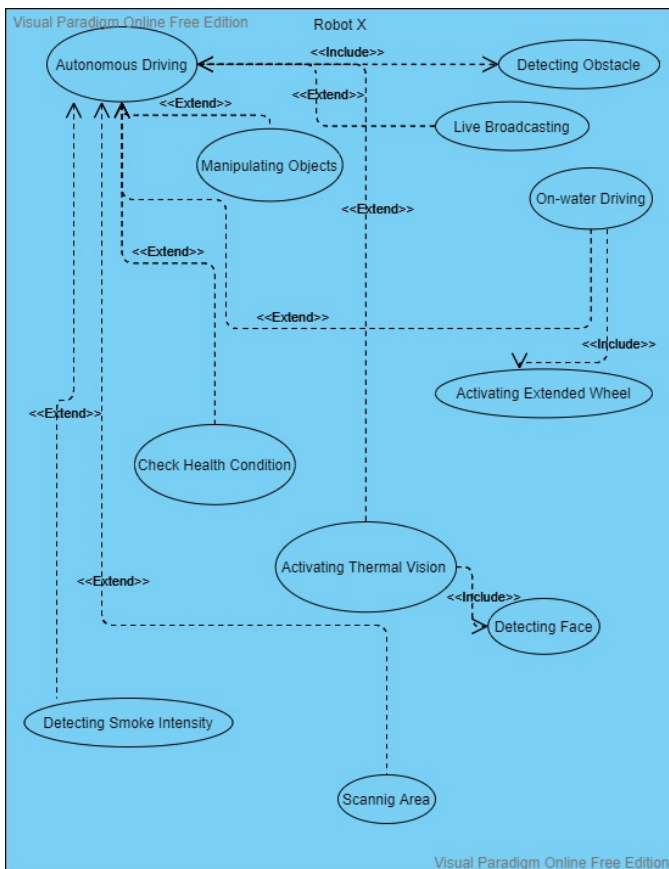 Visual Paradigm Online Free Edition
Robot X
<<Include>>
Autonomous Driving
Detecting Obstacle
<<Extend>>
<<Extend>>
Live Broadcasting
Manipulating Objects
On-water Driving
<<Extend>>
<<Extend>>
<<Extend>>
<<Include>>
Activating Extended Wheel
<<Extend>>
Check Health Condition
Activating Thermal Vision
<<Extend>>
<<Include>>
Detecting Face
Detecting Smoke Intensity
Scannig Area
Visual Paradigm Online Free Edition